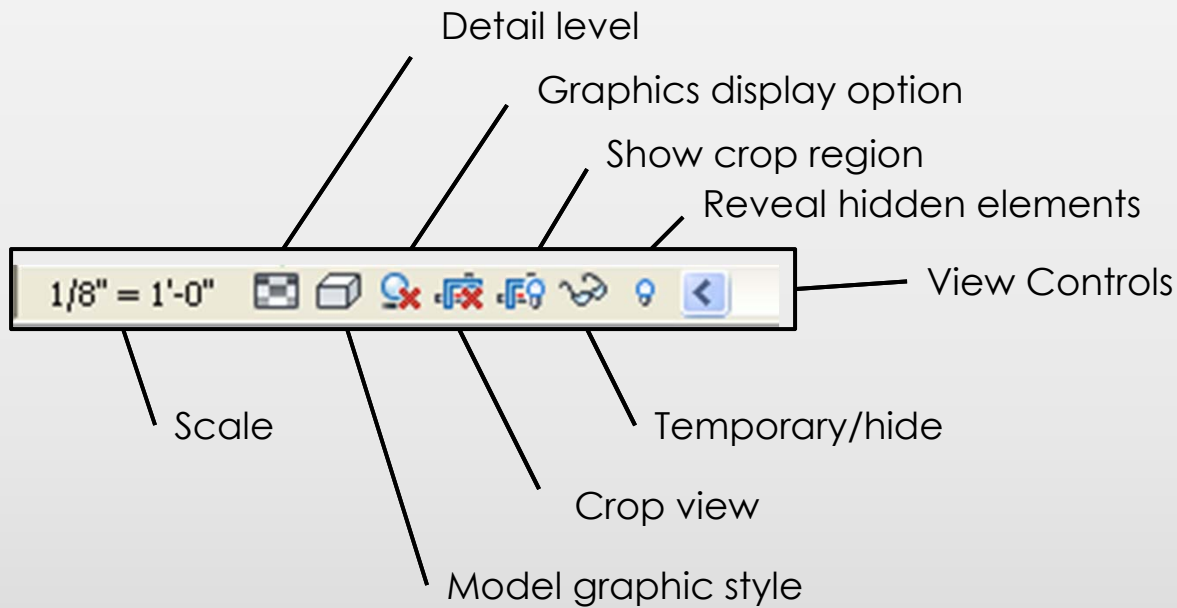 Detail level
Graphics display option
Show crop region
Reveal hidden elements
1/8" = 1'-0"
View Controls
Scale
Temporary/hide
Crop view
Model graphic style